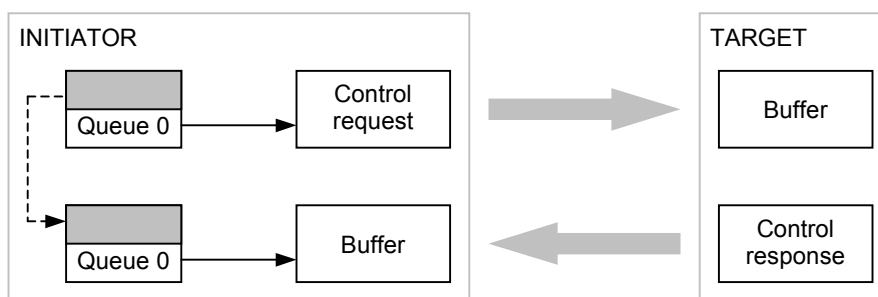 INITIATOR
TARGET
Queue 0
Control
request
Buffer
Queue 0
Buffer
Control
response